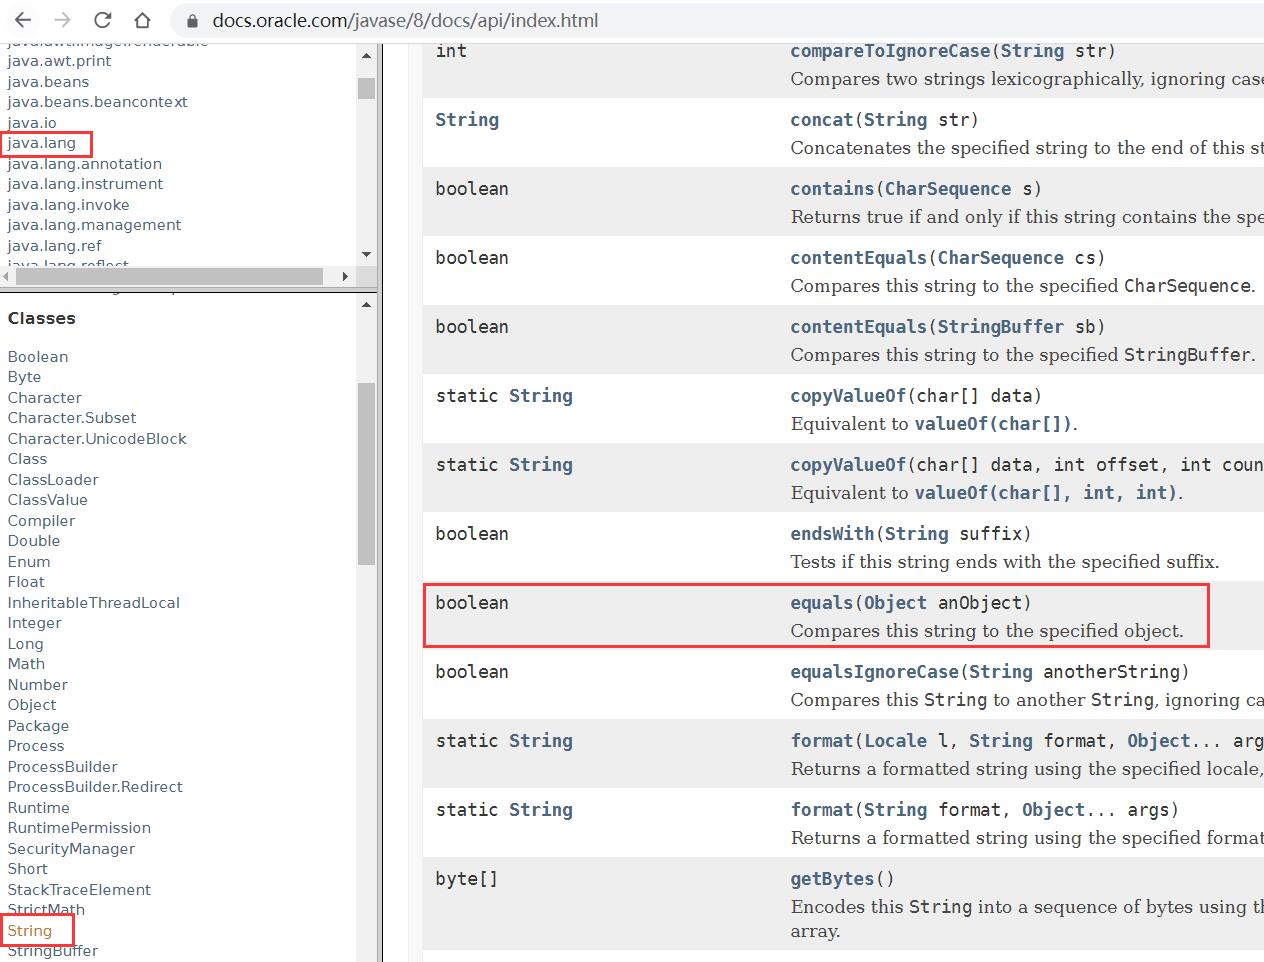 docs.oracle.com/javase/8/docs/api/index.html
java.awt.image.renderable
java.awt.print
java.beans
java.beans.beancontext
java.io
java.lang
java.lang.annotation
java.lang.instrument
java.lang.invoke
java.lang.management
java.lang.ref
java.lang.reflect
Classes
Boolean
Byte
Character
Character.Subset
Character.UnicodeBlock
Class
ClassLoader
ClassValue
Compiler
Double
Enum
Float
InheritableThreadLocal
Integer
Long
Math
Number
Object
Package
Process
ProcessBuilder
ProcessBuilder.Redirect
Runtime
RuntimePermission
SecurityManager
Short
StackTraceElement
StrictMath
String
StringBuffer
int compareToIgnoreCase(String str)
Compares two strings lexicographically, ignoring case
String concat(String str)
Concatenates the specified string to the end of this st
boolean contains(CharSequence s)
Returns true if and only if this string contains the spe
boolean contentEquals(CharSequence cs)
Compares this string to the specified CharSequence.
boolean contentEquals(StringBuffer sb)
Compares this string to the specified StringBuffer.
static String copyValueOf(char[] data)
Equivalent to valueOf(char[]).
static String copyValueOf(char[] data, int offset, int coun
Equivalent to valueOf(char[], int, int).
boolean endsWith(String suffix)
Tests if this string ends with the specified suffix.
boolean equals(Object anObject)
Compares this string to the specified object.
boolean equalsIgnoreCase(String anotherString)
Compares this String to another String, ignoring ca
static String format(Locale l, String format, Object... arg
Returns a formatted string using the specified locale,
static String format(String format, Object... args)
Returns a formatted string using the specified format
byte[] getBytes()
Encodes this String into a sequence of bytes using th
array.